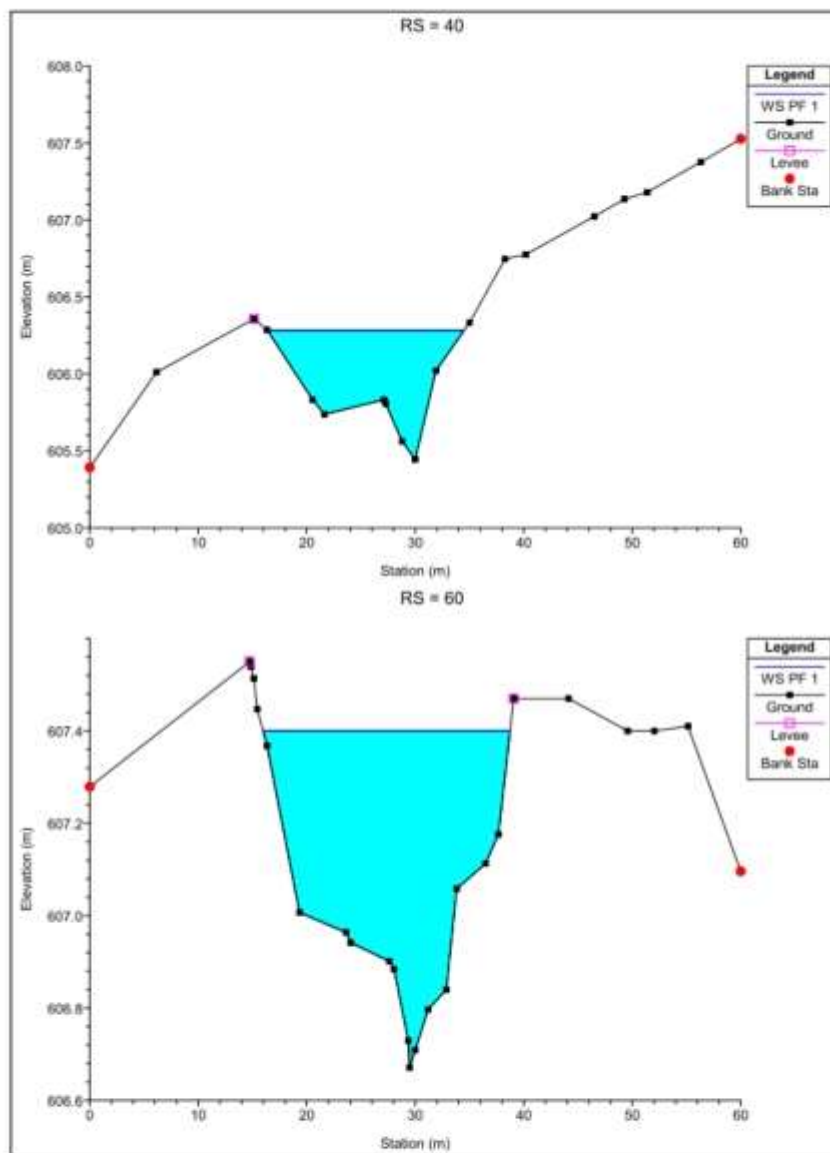 RS = 40
608.0
607.5
607.0
606.5
606.0
605.5
605.0
Elevation (m)
0 10 20 30 40 50 60
Station (m)
Legend
WS PF 1
Ground
Levee
Bank Sta
RS = 60
607.4
607.2
607.0
606.8
606.6
Elevation (m)
0 10 20 30 40 50 60
Station (m)
Legend
WS PF 1
Ground
Levee
Bank Sta